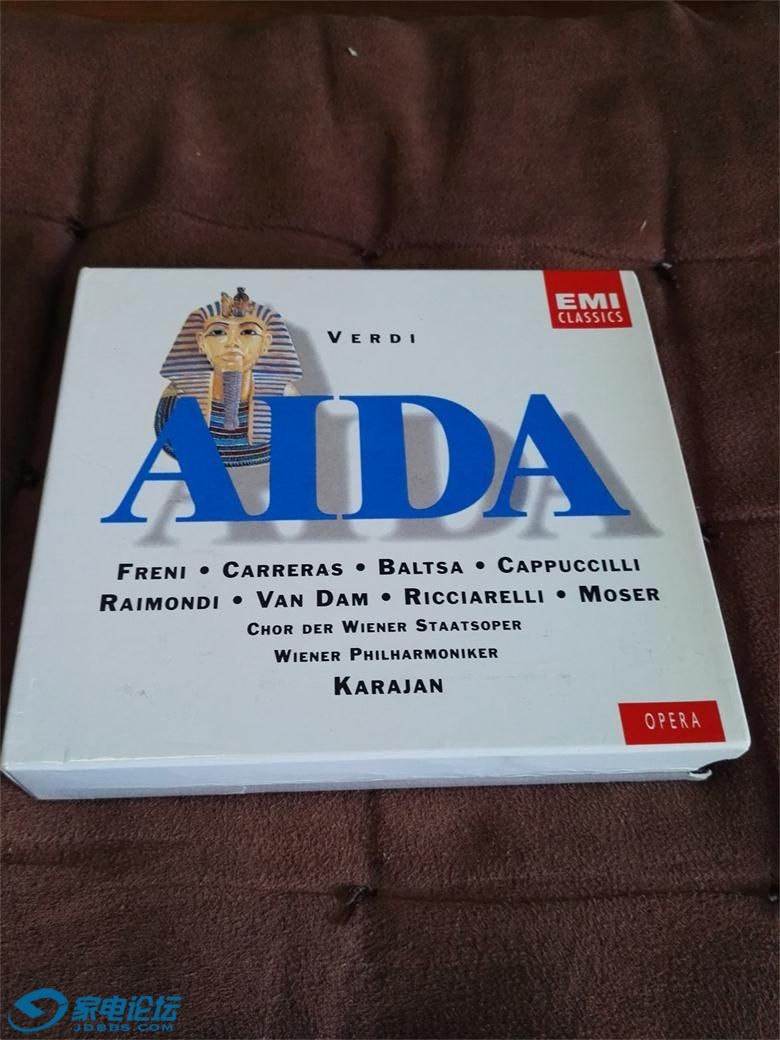 EMI
CLASSICS
VERDI
AIDA
FRENI • CARRERAS • BALTSA • CAPPUCCILLI
RAIMONDI • VAN DAM • RICCIARELLI • MOSER
CHOR DER WIENER STAATSOPER
WIENER PHILHARMONIKER
KARAJAN
OPERA
家电论坛
JDBBS.COM